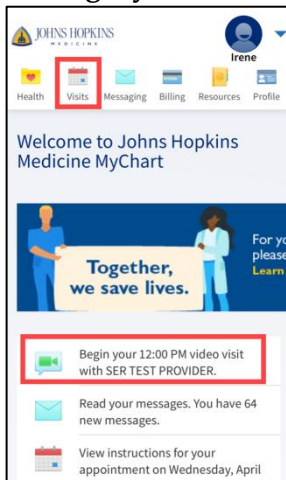 JOHNS HOPKINS
MEDICINE
Irene
Health Visits Messaging Billing Resources Profile
Welcome to Johns Hopkins
Medicine MyChart
Together,
we save lives.
For yo
please
Learn
Begin your 12:00 PM video visit
with SER TEST PROVIDER.
Read your messages. You have 64
new messages.
View instructions for your
appointment on Wednesday, April